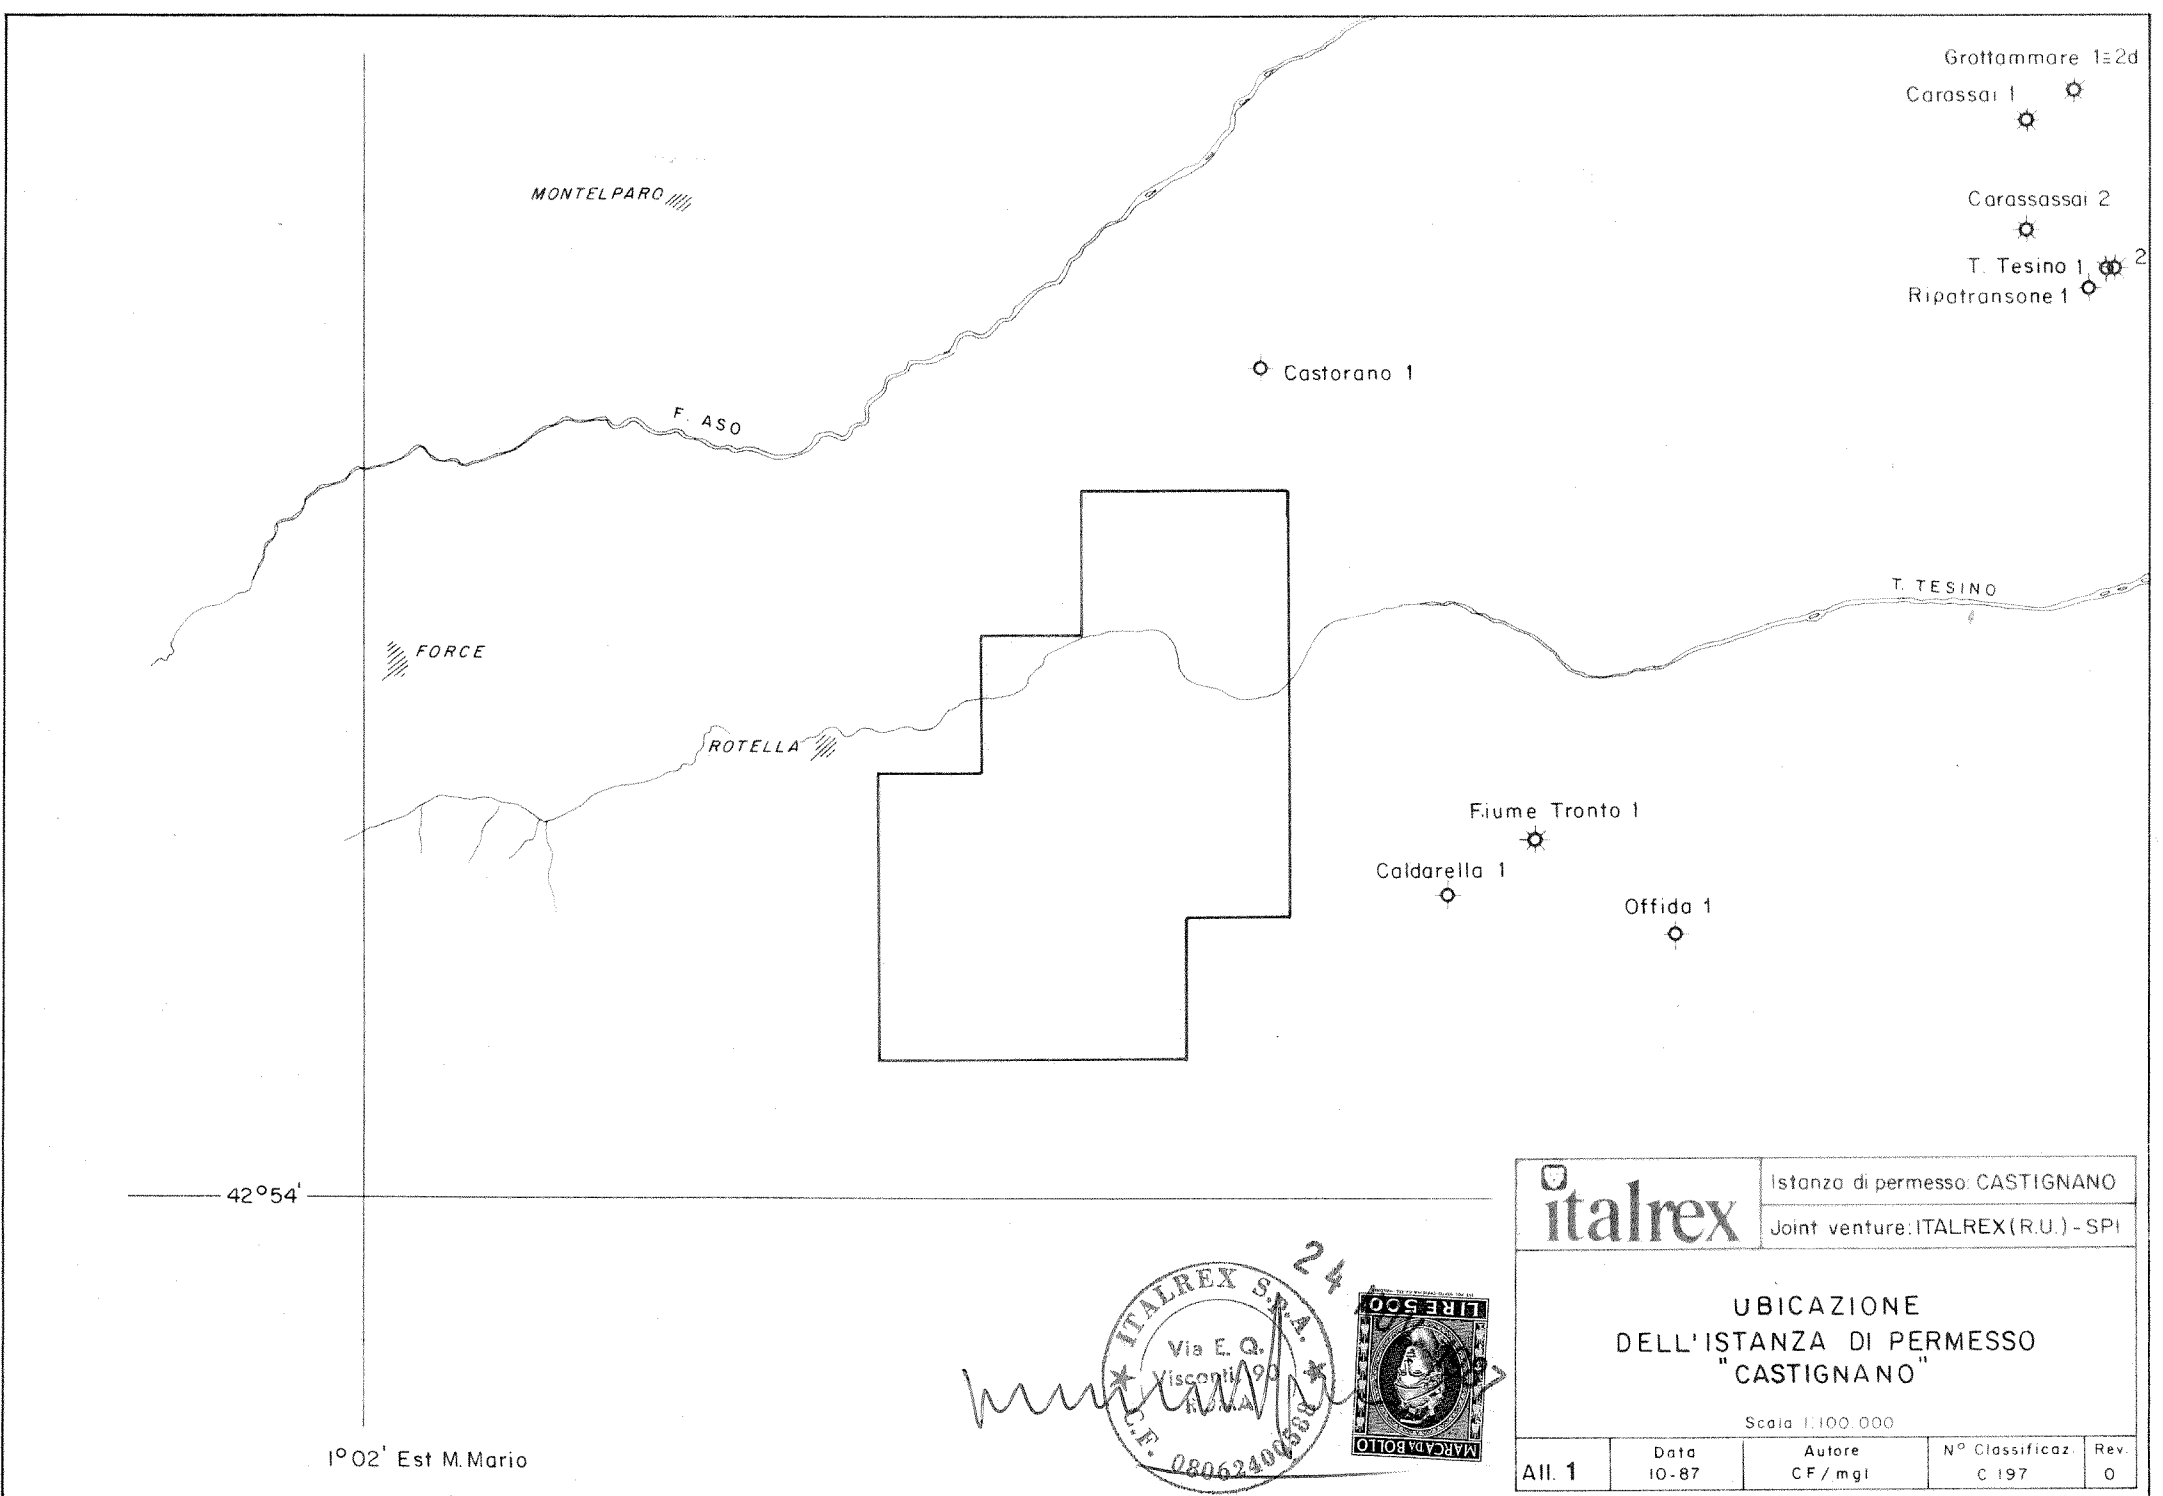 Grottammare 1≡2d
Carassai 1
MONTELPARO
Carassassai 2
T. Tesino 1 2
Ripatransone 1
Castorano 1
F. ASO
T. TESINO
FORCE
ROTELLA
Fiume Tronto 1
Caldarella 1
Offida 1
42°54'
1°02' Est M.Mario
italrex
Istanza di permesso: CASTIGNANO
Joint venture: ITALREX (R.U.) - SPI
UBICAZIONE
DELL'ISTANZA DI PERMESSO
"CASTIGNANO"
Scala 1:100.000
All. 1
Data
10-87
Autore
CF/mgl
N° Classificaz.
C 197
Rev.
0
ITALREX S.P.A.
Via E. Q.
Visconti, 90
ROMA
C.F. 08062400588
24
LIRE 500
MARCA DA BOLLO